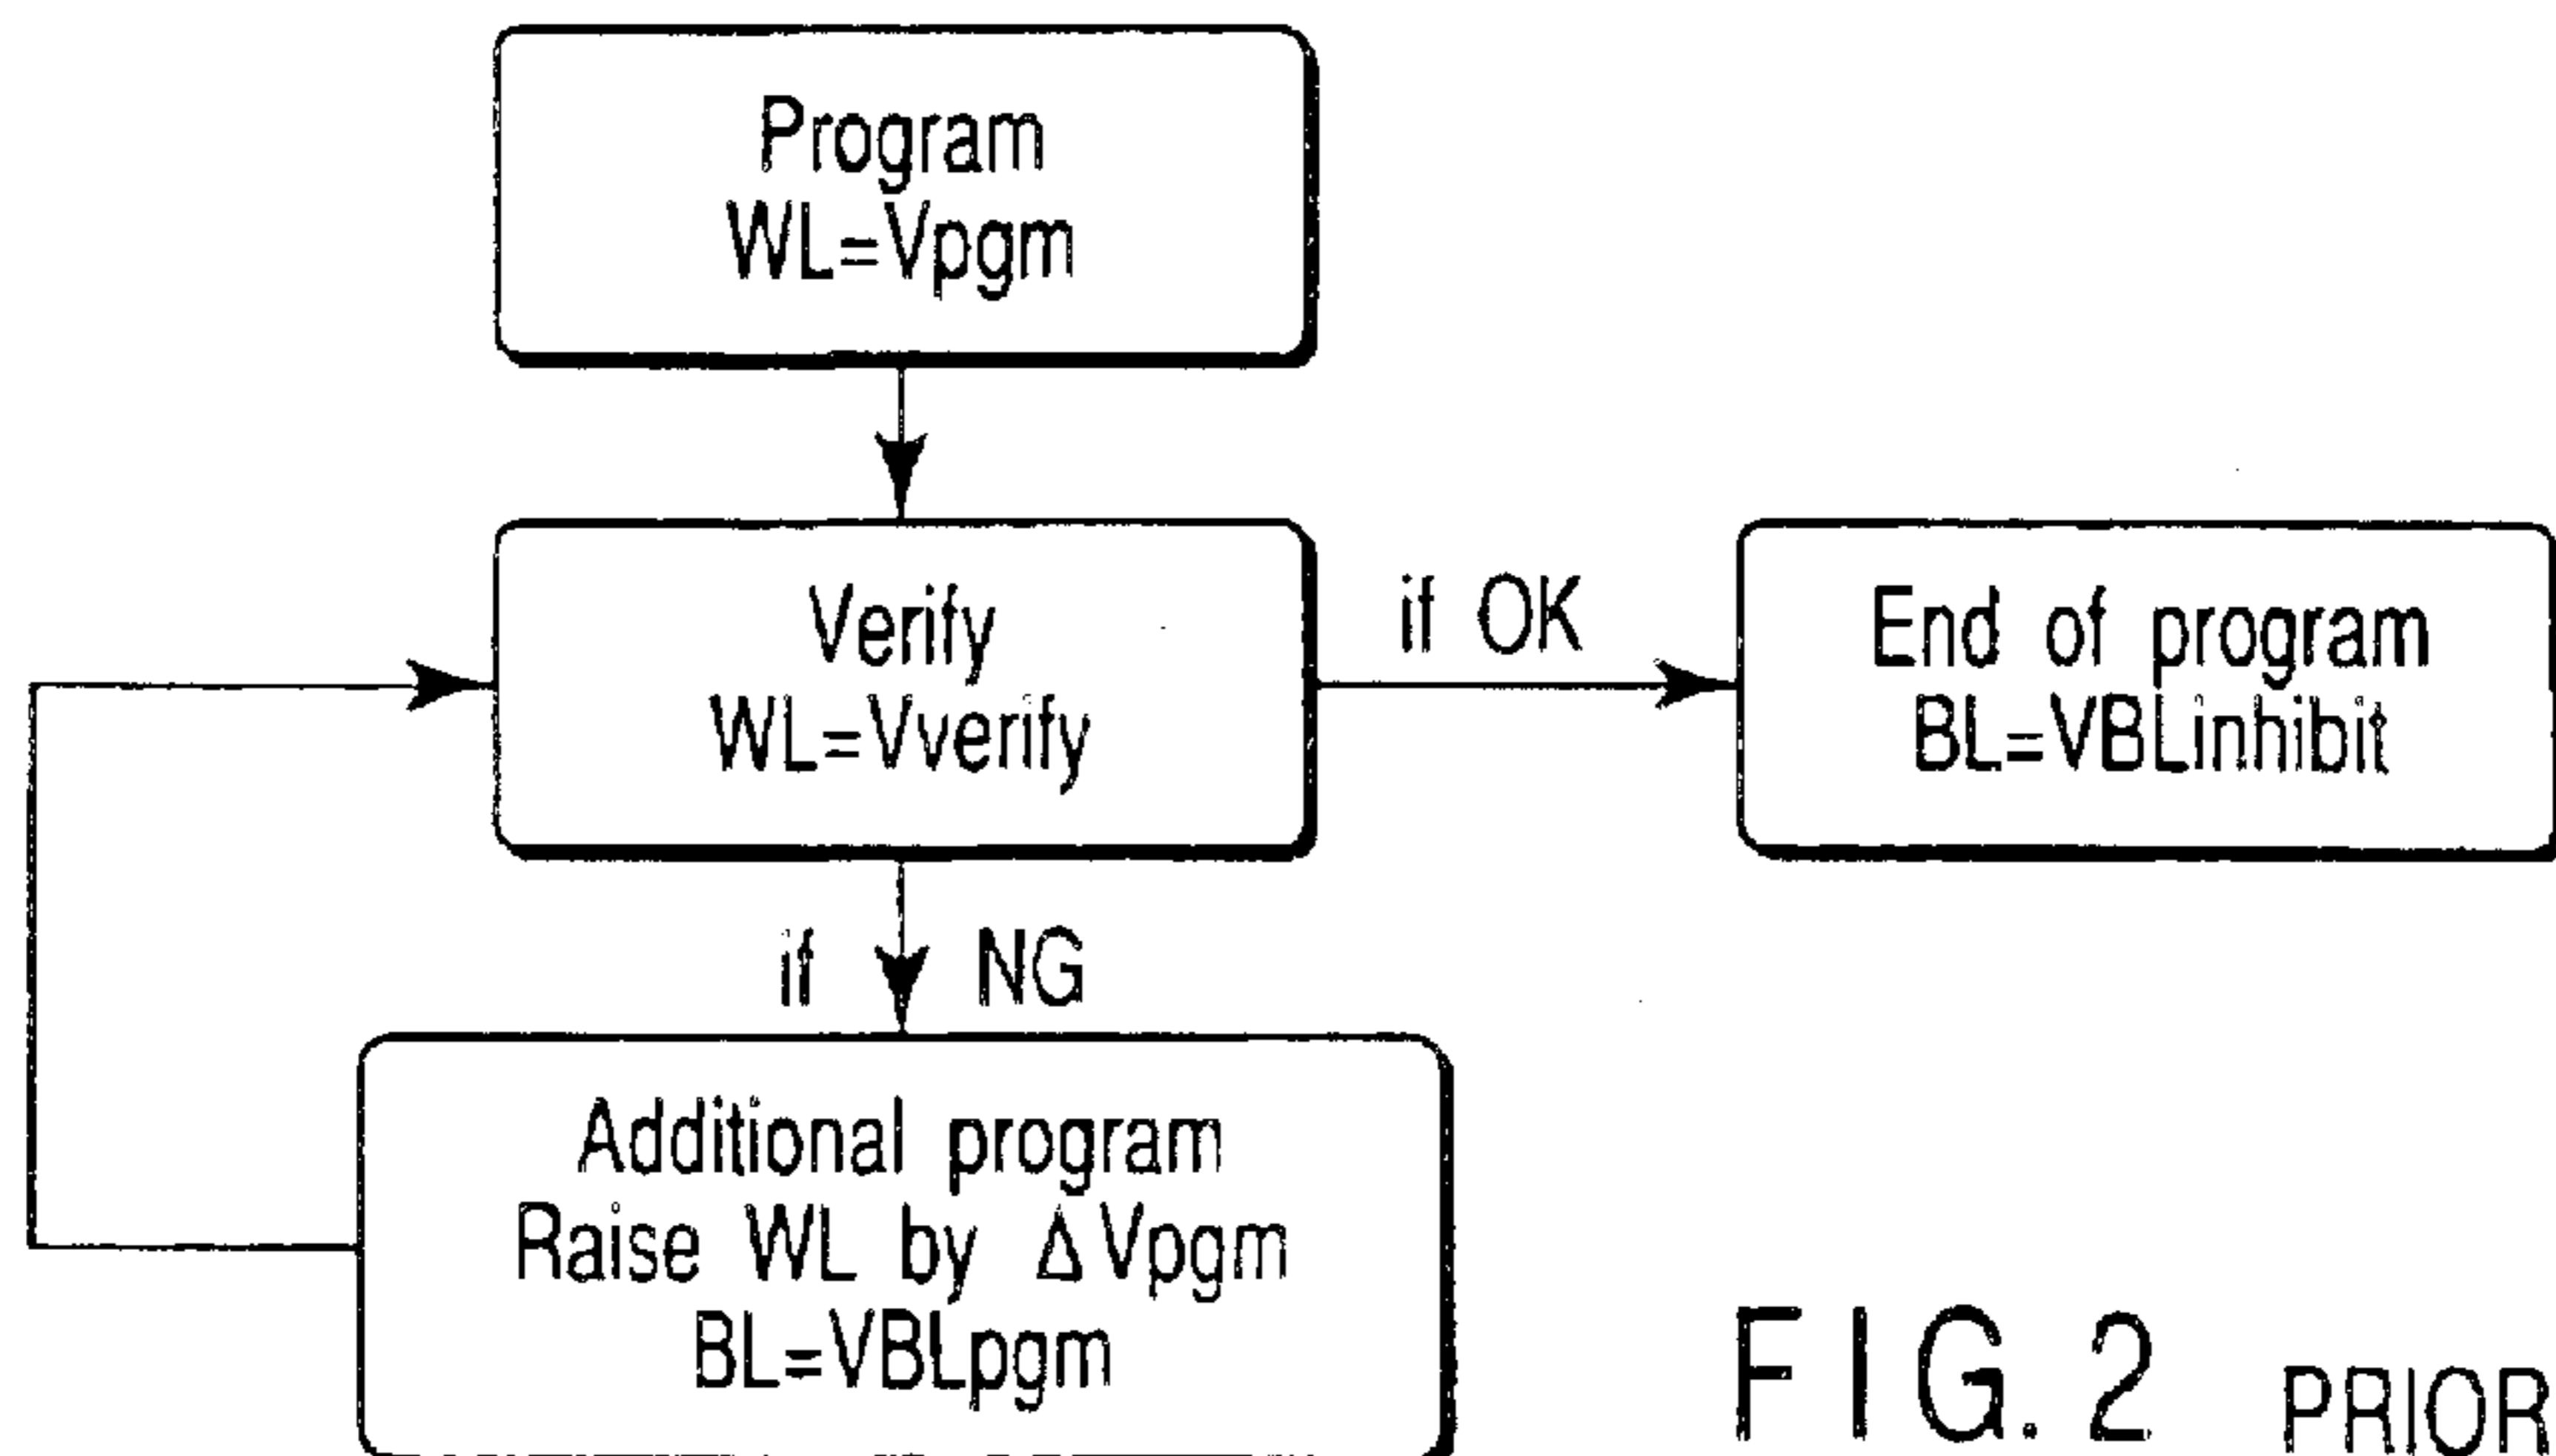 Program
WL=Vpgm
Verify
WL=Vverify
if OK
End of program
BL=VBLinhibit
if NG
Additional program
Raise WL by ΔVpgm
BL=VBLpgm
FIG. 2 PRIOR